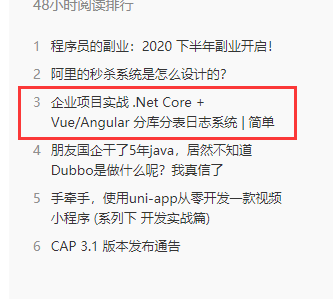 48小时阅读排行
1 程序员的副业：2020 下半年副业开启！
2 阿里的秒杀系统是怎么设计的？
3 企业项目实战 .Net Core +
Vue/Angular 分库分表日志系统 | 简单
4 朋友国企干了5年java，居然不知道
Dubbo是做什么呢？我真信了
5 手牵手，使用uni-app从零开发一款视频
小程序 (系列下 开发实战篇)
6 CAP 3.1 版本发布通告